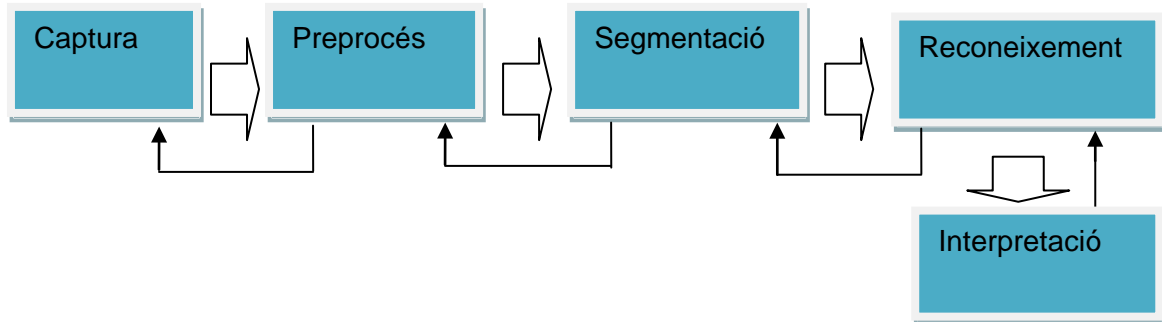 Captura
Preprocés
Segmentació
Reconeixement
Interpretació